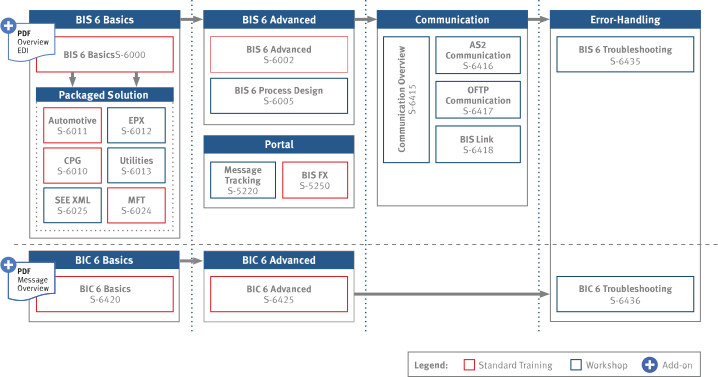 BIS 6 Basics
BIS 6 Advanced
Communication
Error-Handling
PDF
Overview
EDI
BIS 6 BasicsS-6000
BIS 6 Advanced
S-6002
BIS 6 Process Design
S-6005
Communication Overview
S-6415
AS2
Communication
S-6416
OFTP
Communication
S-6417
BIS Link
S-6418
BIS 6 Troubleshooting
S-6435
Packaged Solution
Automotive
S-6011
EPX
S-6012
CPG
S-6010
Utilities
S-6013
SEE XML
S-6025
MFT
S-6024
Portal
Message
Tracking
S-5220
BIS FX
S-5250
BIC 6 Basics
BIC 6 Advanced
PDF
Message
Overview
BIC 6 Basics
S-6420
BIC 6 Advanced
S-6425
BIC 6 Troubleshooting
S-6436
Legend:
Standard Training
Workshop
Add-on